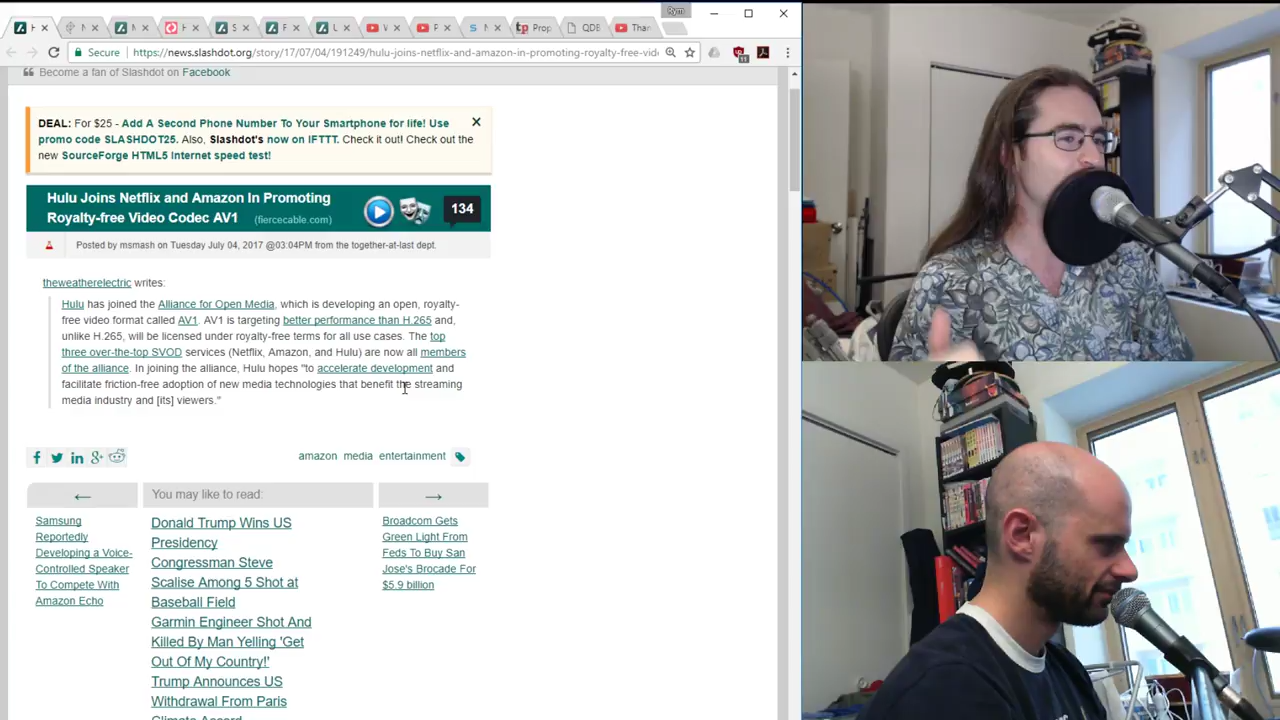 Rym
H
N
M
H
S
F
U
W
P
N
Prop
QDB
Than
Secure
https://news.slashdot.org/story/17/07/04/191249/hulu-joins-netflix-and-amazon-in-promoting-royalty-free-vide
11
Become a fan of Slashdot on Facebook
DEAL: For $25 - Add A Second Phone Number To Your Smartphone for life! Use
promo code SLASHDOT25. Also, Slashdot's now on IFTTT. Check it out! Check out the
new SourceForge HTML5 Internet speed test!
Hulu Joins Netflix and Amazon In Promoting
Royalty-free Video Codec AV1 (fiercecable.com)
134
Posted by msmash on Tuesday July 04, 2017 @03:04PM from the together-at-last dept.
theweatherelectric writes:
Hulu has joined the Alliance for Open Media, which is developing an open, royalty-
free video format called AV1. AV1 is targeting better performance than H.265 and,
unlike H.265, will be licensed under royalty-free terms for all use cases. The top
three over-the-top SVOD services (Netflix, Amazon, and Hulu) are now all members
of the alliance. In joining the alliance, Hulu hopes "to accelerate development and
facilitate friction-free adoption of new media technologies that benefit the streaming
media industry and [its] viewers."
amazon media entertainment
←
You may like to read:
→
Samsung
Reportedly
Developing a Voice-
Controlled Speaker
To Compete With
Amazon Echo
Donald Trump Wins US
Presidency
Congressman Steve
Scalise Among 5 Shot at
Baseball Field
Garmin Engineer Shot And
Killed By Man Yelling 'Get
Out Of My Country!'
Trump Announces US
Withdrawal From Paris
Climate Accord
Broadcom Gets
Green Light From
Feds To Buy San
Jose's Brocade For
$5.9 billion